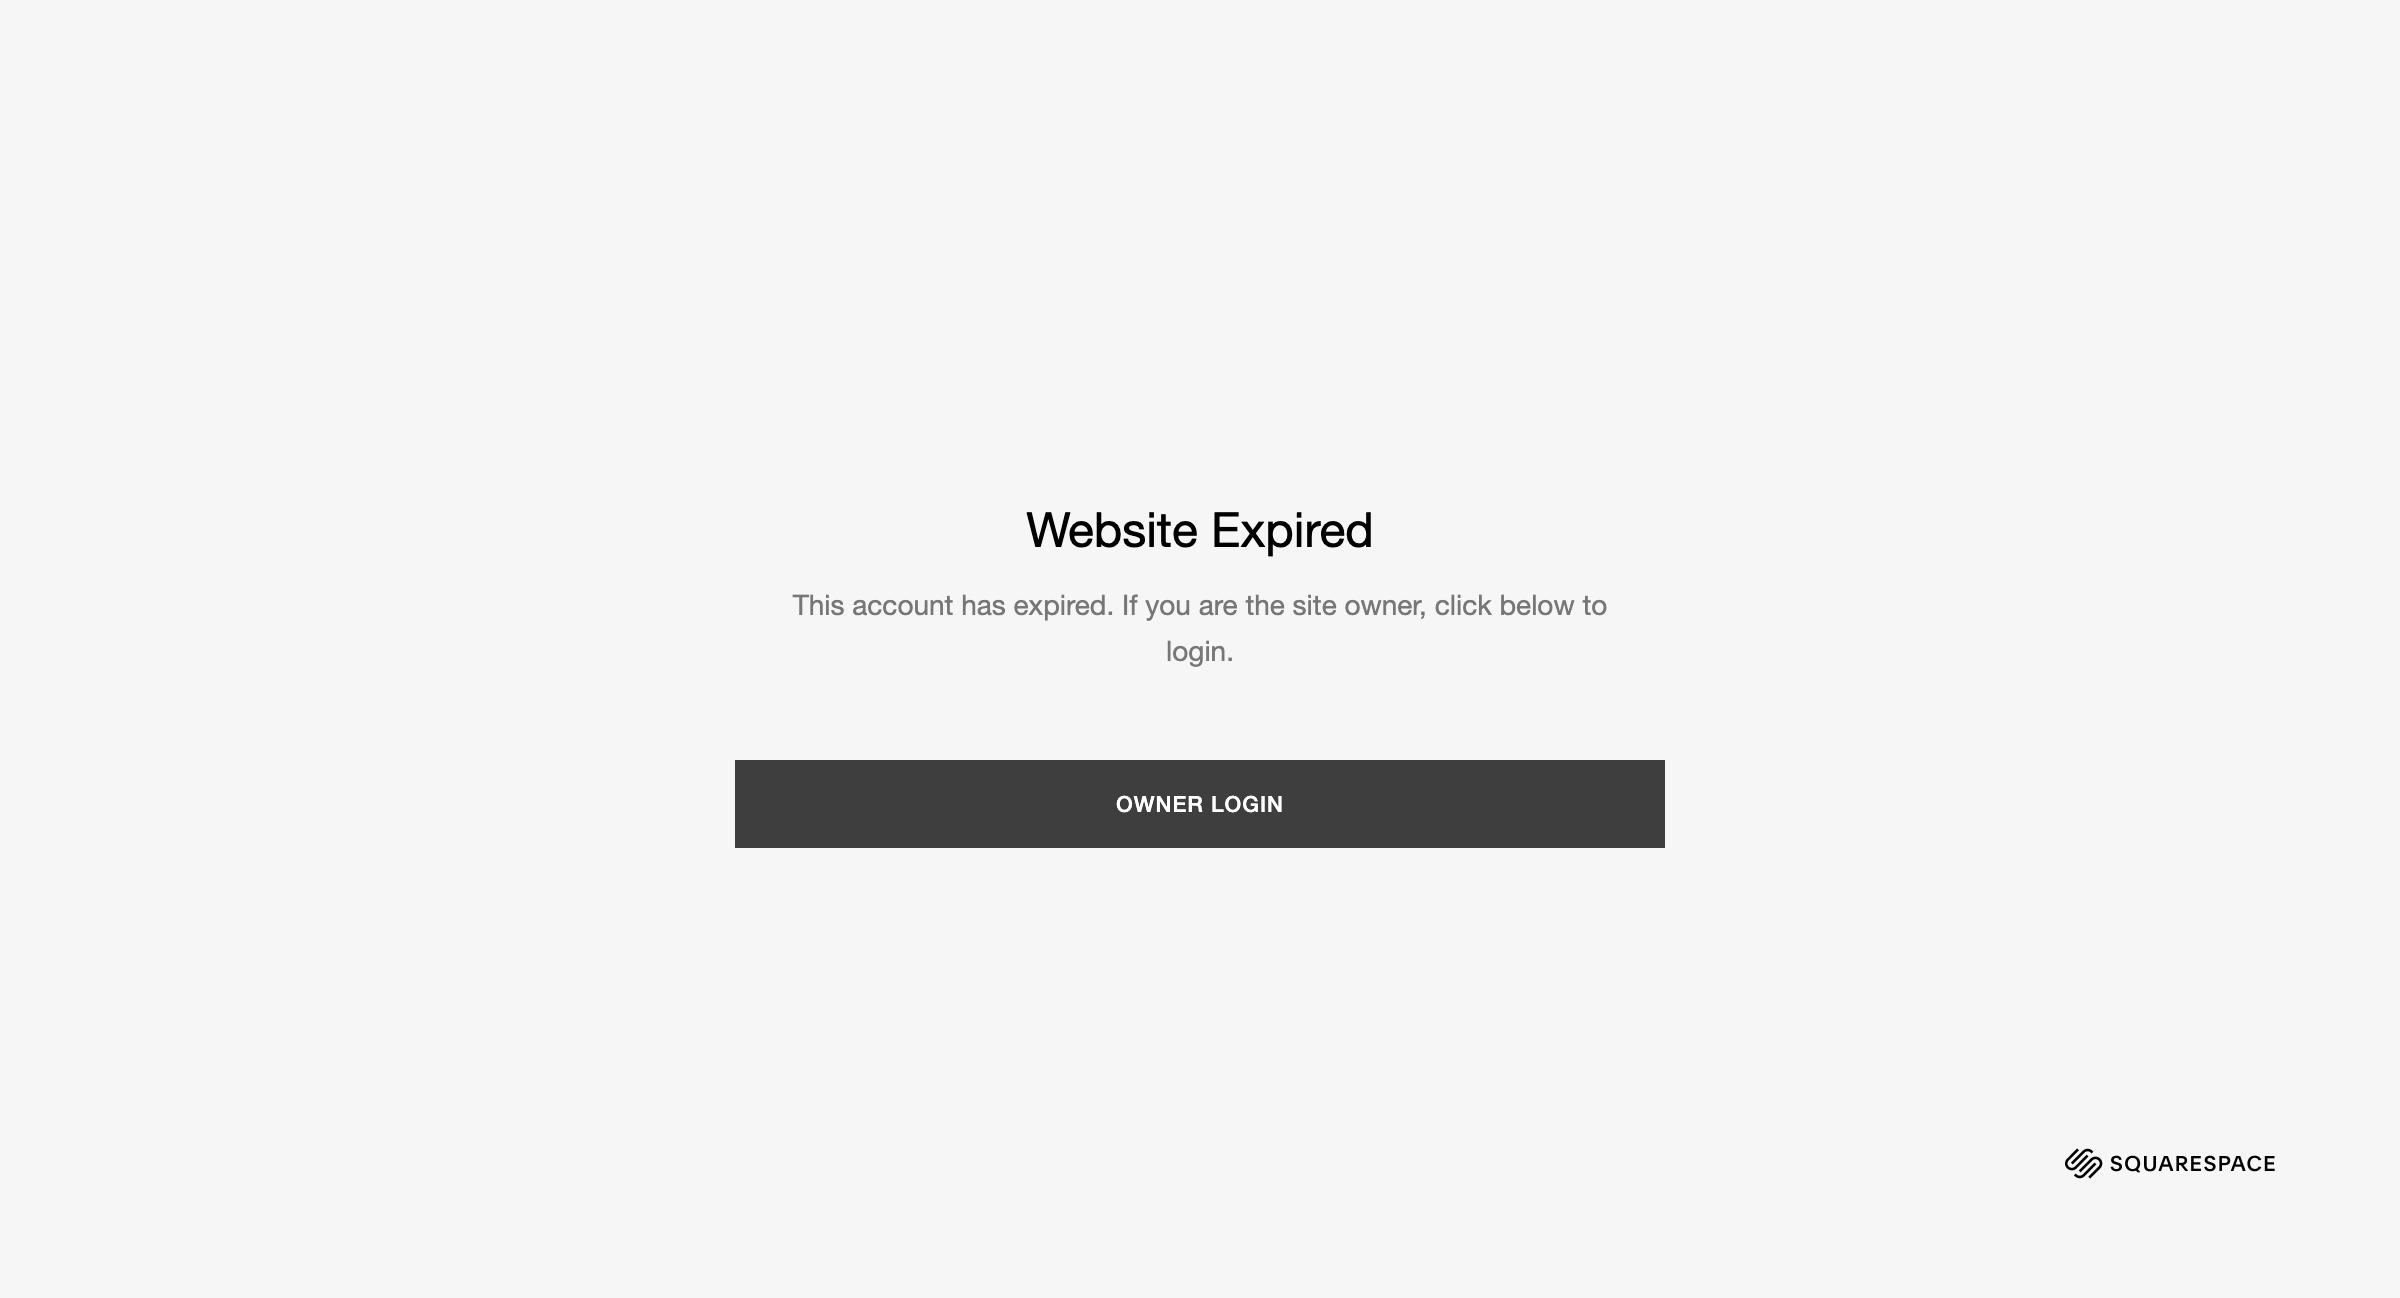 Website Expired
This account has expired. If you are the site owner, click below to
login.
OWNER LOGIN
SQUARESPACE